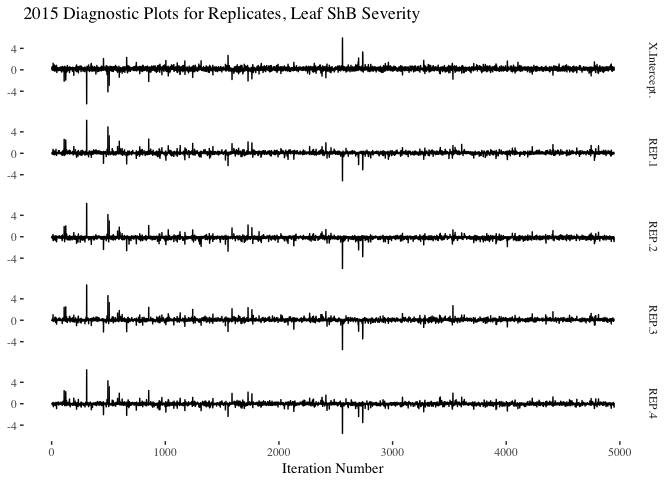 2015 Diagnostic Plots for Replicates, Leaf ShB Severity
4
0
-4
X.Intercept.
4
0
-4
REP.1
4
0
-4
REP.2
4
0
-4
REP.3
4
0
-4
REP.4
0 1000 2000 3000 4000 5000
Iteration Number